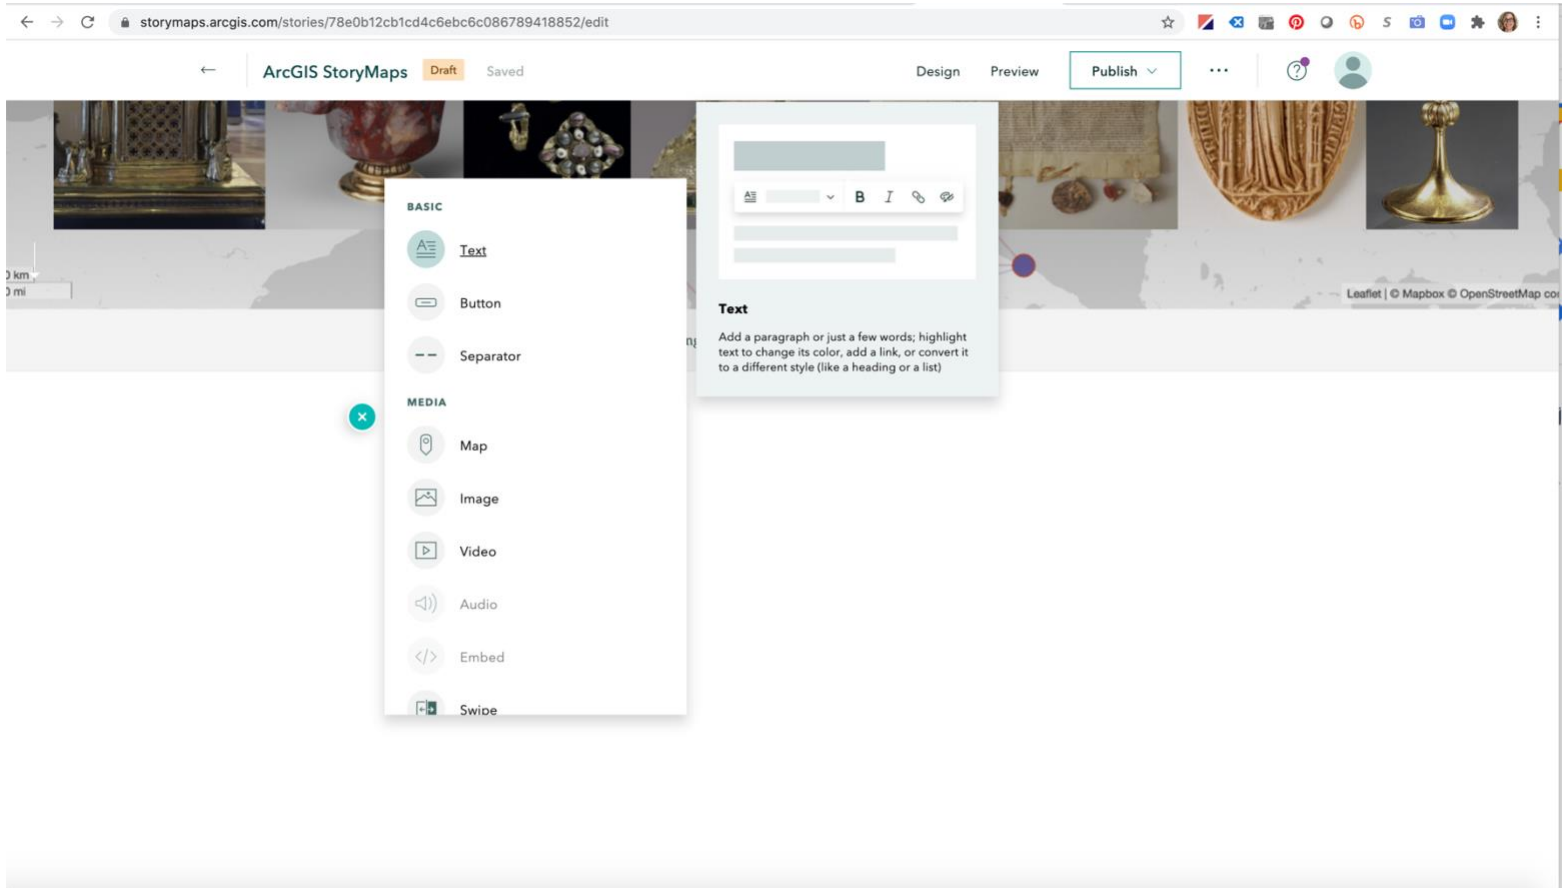 storymaps.arcgis.com/stories/78e0b12cb1cd4c6ebc6c086789418852/edit
ArcGIS StoryMaps Draft Saved Design Preview Publish
0 km
0 mi
Leaflet | © Mapbox © OpenStreetMap
BASIC
Text
Button
Separator
MEDIA
Map
Image
Video
Audio
Embed
Swipe
B I
Text
Add a paragraph or just a few words; highlight
text to change its color, add a link, or convert it
to a different style (like a heading or a list)